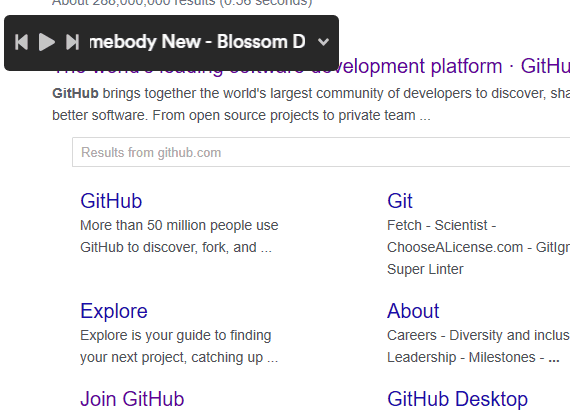 About 288,000,000 results (0.56 seconds)
mebody New - Blossom D
The world's leading software development platform · GitHu
GitHub brings together the world's largest community of developers to discover, sha
better software. From open source projects to private team ...
Results from github.com
GitHub
More than 50 million people use
GitHub to discover, fork, and ...
Git
Fetch - Scientist -
ChooseALicense.com - GitIgn
Super Linter
Explore
Explore is your guide to finding
your next project, catching up ...
About
Careers - Diversity and inclus
Leadership - Milestones - ...
Join GitHub
GitHub Desktop